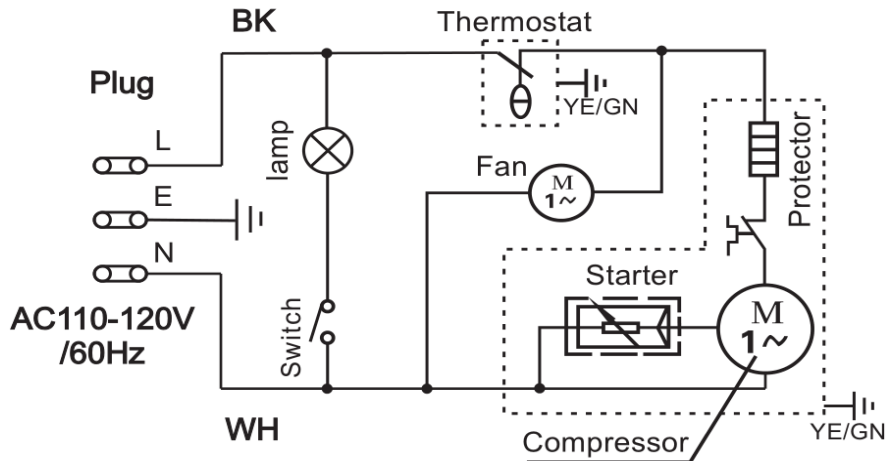 BK
Thermostat
Plug
YE/GN
L
lamp
Fan
M
1~
Protector
E
N
Starter
AC110-120V
/60Hz
Switch
M
1~
WH
YE/GN
Compressor